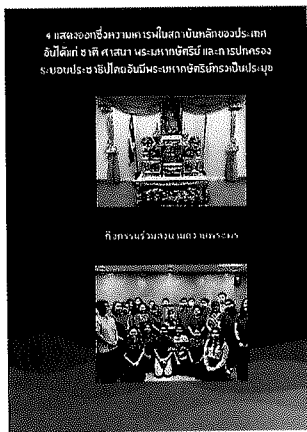 4 แสดงออกซึ่งความเคารพในสถาบันหลักของประเทศ
อันได้แก่ ชาติ ศาสนา พระมหากษัตริย์ และการปกครอง
ระบอบประชาธิปไตยอันมีพระมหากษัตริย์ทรงเป็นประมุข
กิจกรรมร่วมลงนามถวายพระพร